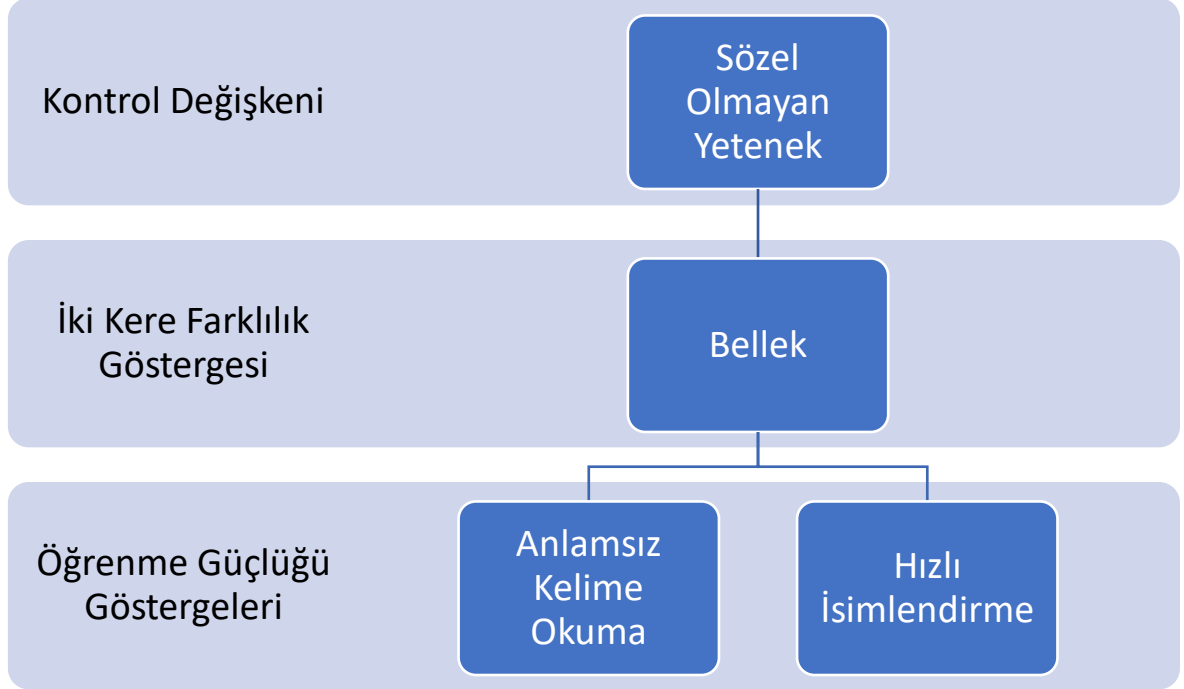 Kontrol Değişkeni
Sözel
Olmayan
Yetenek
İki Kere Farklılık
Göstergesi
Bellek
Öğrenme Güçlüğü
Göstergeleri
Anlamsız
Kelime
Okuma
Hızlı
İsimlendirme